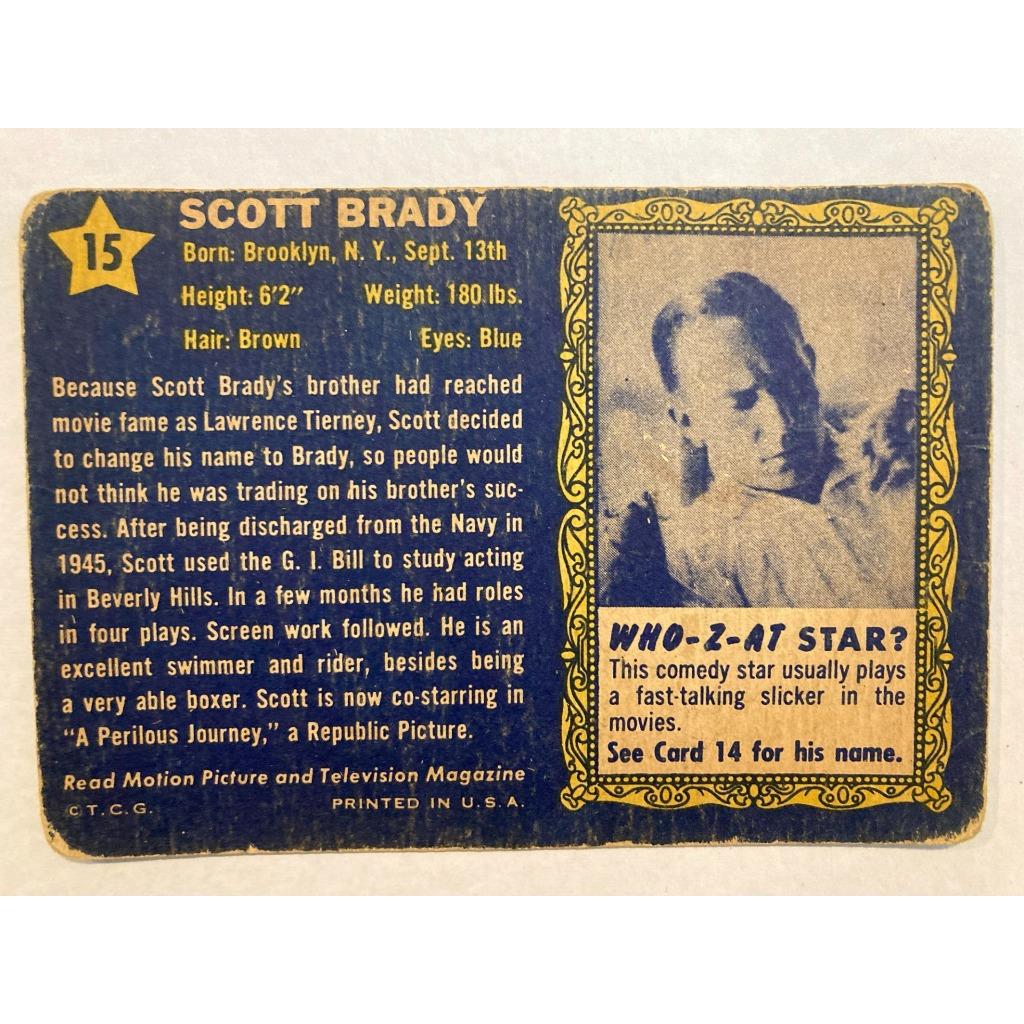 15
SCOTT BRADY
Born: Brooklyn, N. Y., Sept. 13th
Height: 6'2" Weight: 180 lbs.
Hair: Brown Eyes: Blue
Because Scott Brady's brother had reached
movie fame as Lawrence Tierney, Scott decided
to change his name to Brady, so people would
not think he was trading on his brother's suc-
cess. After being discharged from the Navy in
1945, Scott used the G. I. Bill to study acting
in Beverly Hills. In a few months he had roles
in four plays. Screen work followed. He is an
excellent swimmer and rider, besides being
a very able boxer. Scott is now co-starring in
"A Perilous Journey," a Republic Picture.
Read Motion Picture and Television Magazine
© T. C. G. PRINTED IN U. S. A.
WHO-Z-AT STAR?
This comedy star usually plays
a fast-talking slicker in the
movies.
See Card 14 for his name.